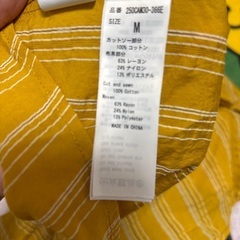 品番 250CAM30-366E
SIZE M
カットソー部分
100% コットン
布帛部分
63% レーヨン
24% ナイロン
13% ポリエステル
Cut and sewn
100% Cotton
Woven
63% Rayon
24% Nylon
13% Polyester
MADE IN CHINA